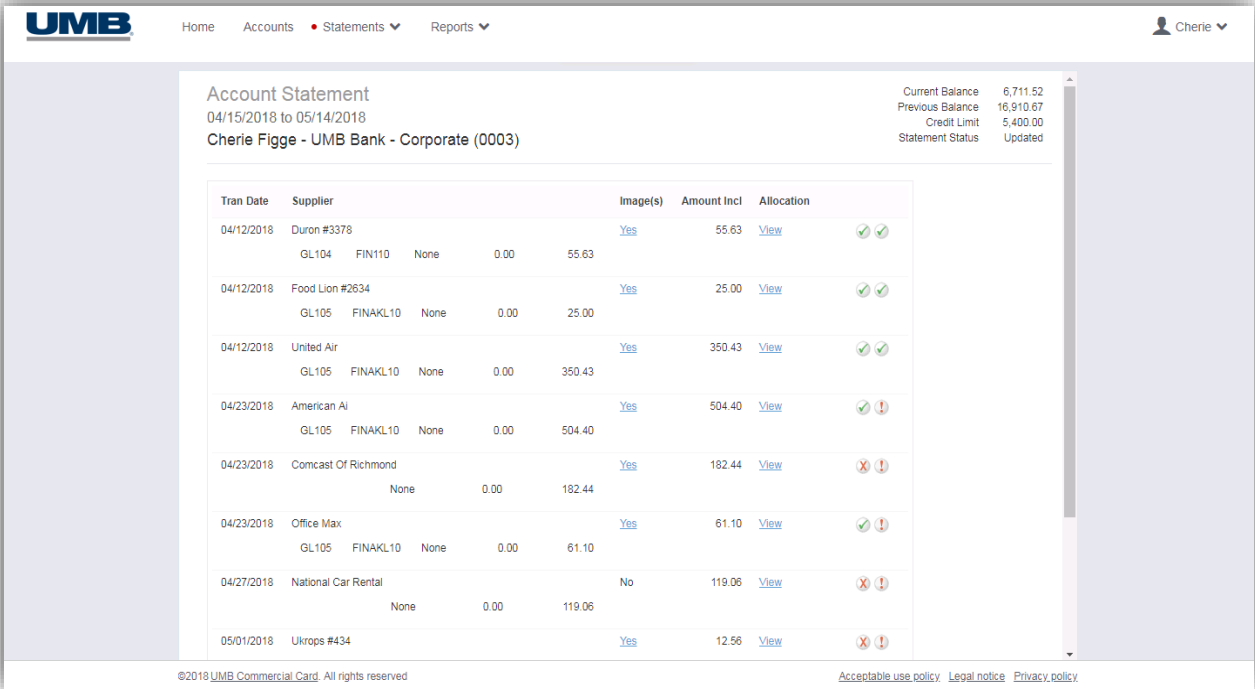 UMB
Home Accounts Statements Reports Cherie
Account Statement
04/15/2018 to 05/14/2018
Cherie Figge - UMB Bank - Corporate (0003)
Current Balance 6,711.52
Previous Balance 16,910.67
Credit Limit 5,400.00
Statement Status Updated
Tran Date Supplier Image(s) Amount Incl Allocation
04/12/2018 Duron #3378 Yes 55.63 View
GL104 FIN110 None 0.00 55.63
04/12/2018 Food Lion #2634 Yes 25.00 View
GL105 FINAKL10 None 0.00 25.00
04/12/2018 United Air Yes 350.43 View
GL105 FINAKL10 None 0.00 350.43
04/23/2018 American Ai Yes 504.40 View
GL105 FINAKL10 None 0.00 504.40
04/23/2018 Comcast Of Richmond Yes 182.44 View
None 0.00 182.44
04/23/2018 Office Max Yes 61.10 View
GL105 FINAKL10 None 0.00 61.10
04/27/2018 National Car Rental No 119.06 View
None 0.00 119.06
05/01/2018 Ukrops #434 Yes 12.56 View
©2018 UMB Commercial Card. All rights reserved Acceptable use policy Legal notice Privacy policy